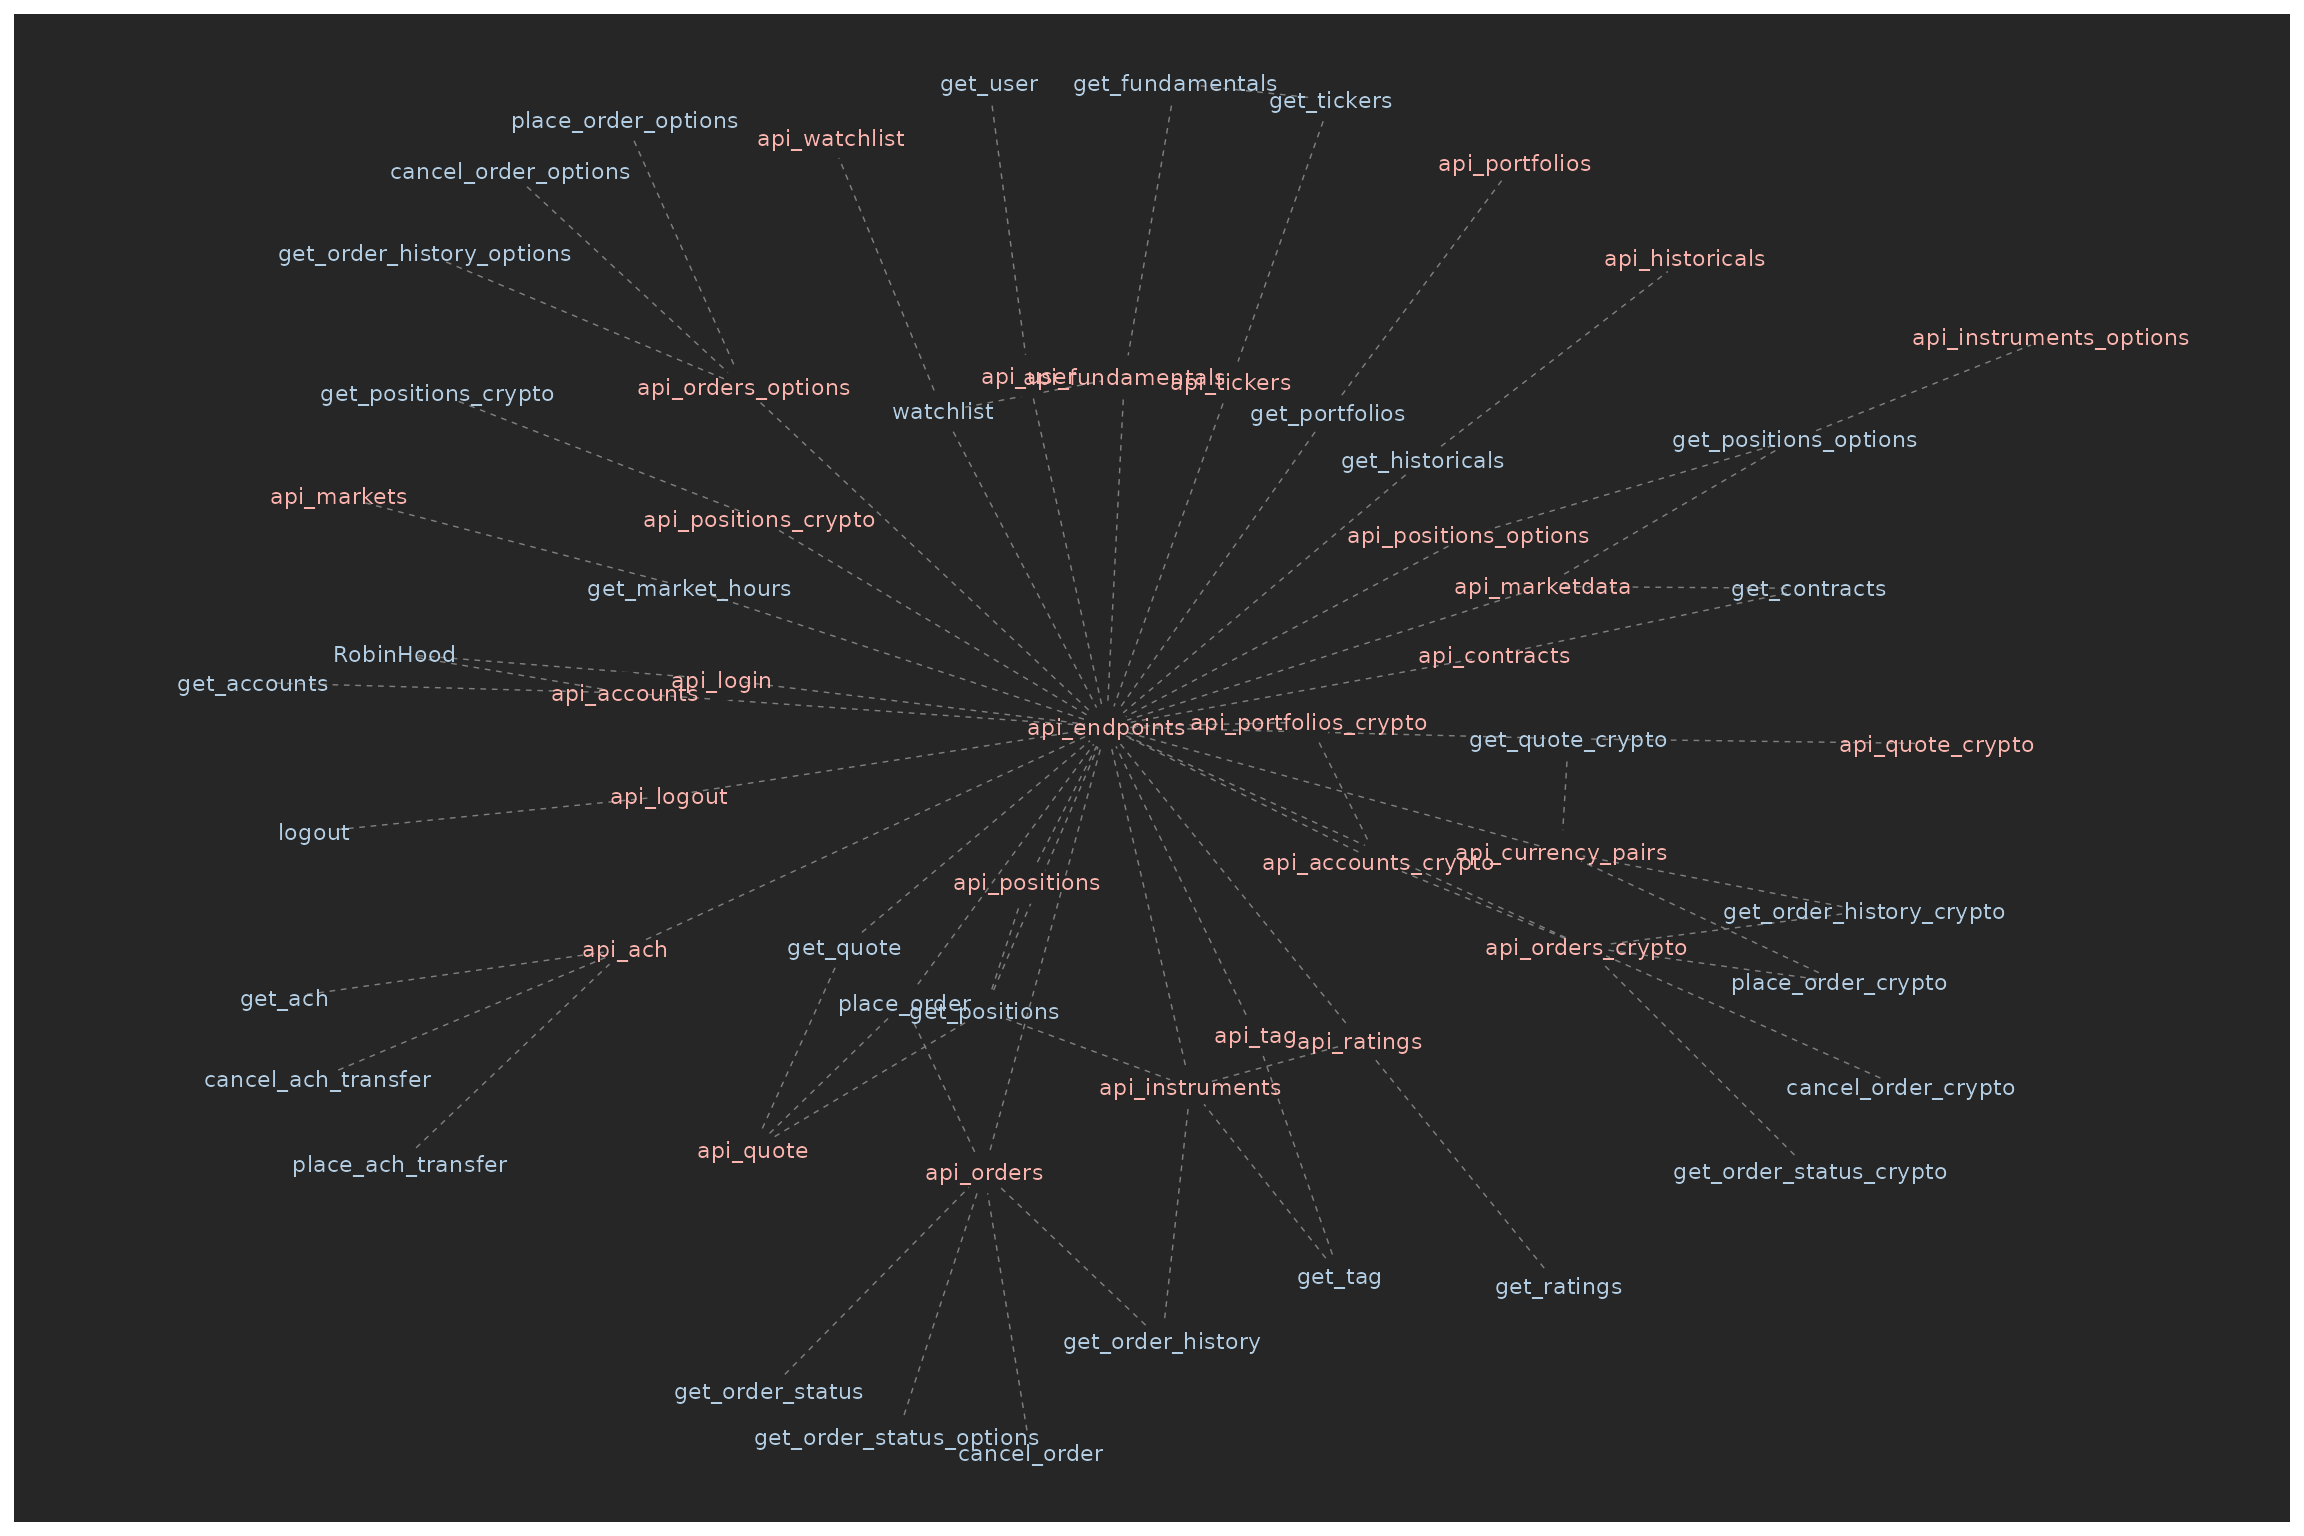 get_user
get_fundamentals
get_tickers
place_order_options
api_watchlist
api_portfolios
cancel_order_options
get_order_history_options
api_historicals
api_instruments_options
api_user
api_fundamentals
api_tickers
api_orders_options
get_positions_crypto
watchlist
get_portfolios
get_positions_options
get_historicals
api_markets
api_positions_crypto
api_positions_options
get_market_hours
api_marketdata
get_contracts
RobinHood
api_contracts
get_accounts
api_login
api_accounts
api_endpoints
api_portfolios_crypto
get_quote_crypto
api_quote_crypto
api_logout
logout
api_currency_pairs
api_accounts_crypto
api_positions
get_order_history_crypto
api_ach
get_quote
api_orders_crypto
place_order_crypto
get_ach
place_order
get_positions
api_tag
api_ratings
cancel_ach_transfer
api_instruments
cancel_order_crypto
api_quote
place_ach_transfer
api_orders
get_order_status_crypto
get_tag
get_ratings
get_order_history
get_order_status
get_order_status_options
cancel_order